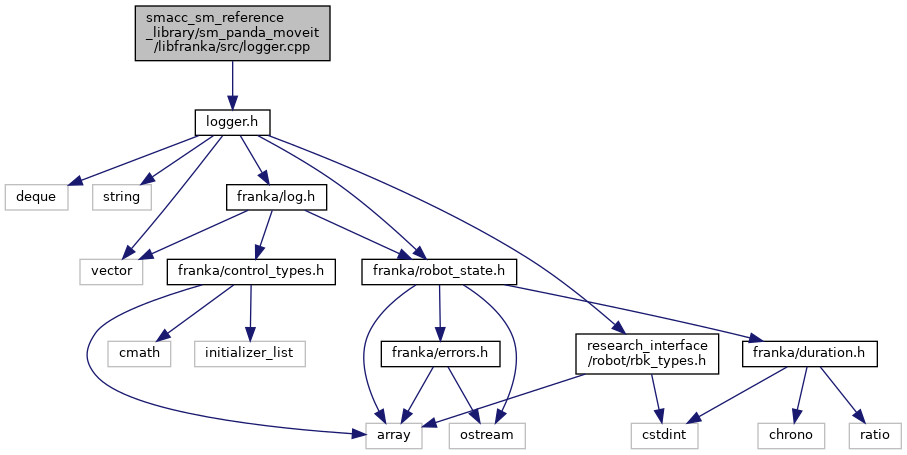 smacc_sm_reference
_library/sm_panda_moveit
/libfranka/src/logger.cpp
logger.h
deque
string
franka/log.h
vector
franka/control_types.h
franka/robot_state.h
cmath
initializer_list
franka/errors.h
research_interface
/robot/rbk_types.h
franka/duration.h
array
ostream
cstdint
chrono
ratio